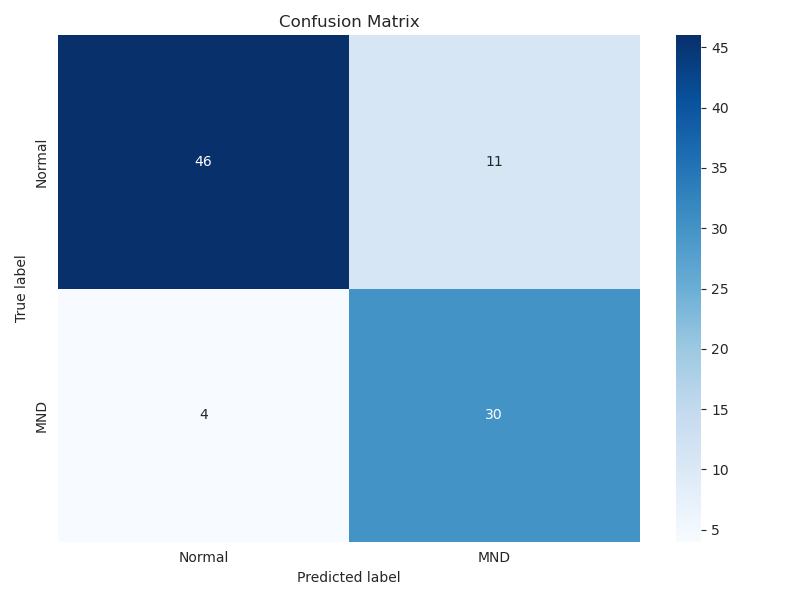 Confusion Matrix
Normal
46
11
True label
MND
4
30
Normal
MND
Predicted label
45
40
35
30
25
20
15
10
5